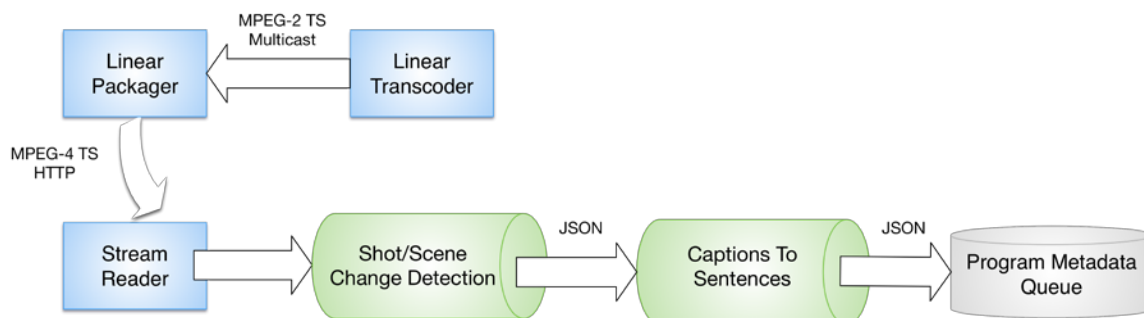 MPEG-2 TS
Multicast
Linear
Packager
Linear
Transcoder
MPEG-4 TS
HTTP
Stream
Reader
Shot/Scene
Change Detection
JSON
Captions To
Sentences
JSON
Program Metadata
Queue